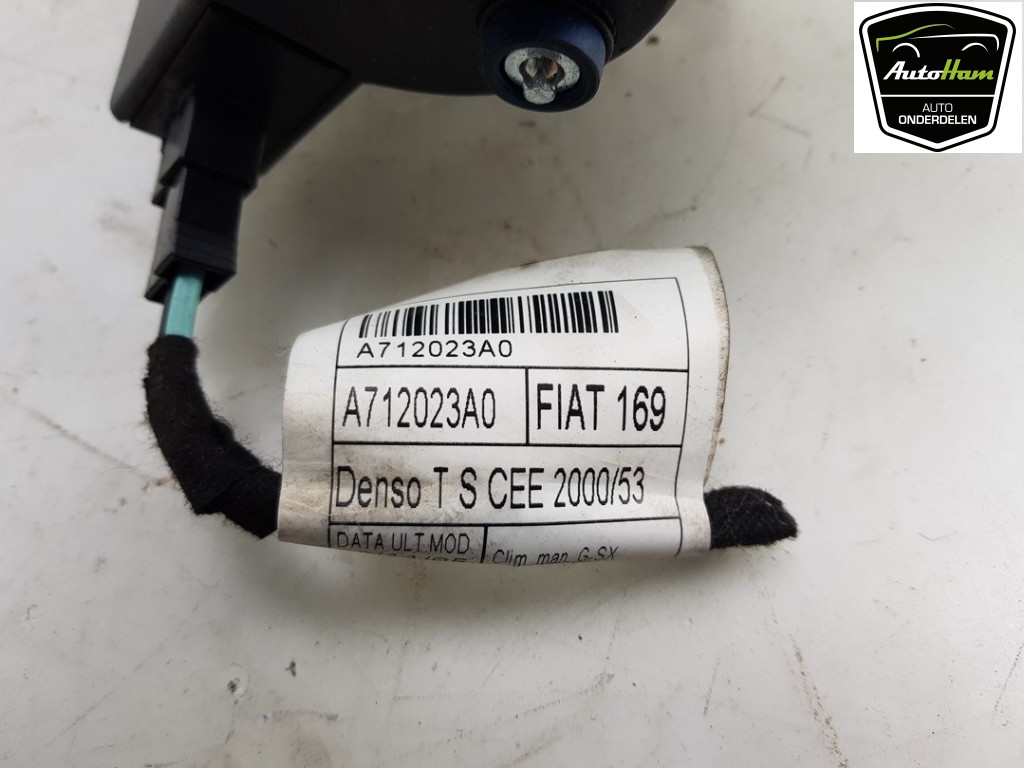 AutoHam
AUTO
ONDERDELEN
A712023A0
A712023A0
FIAT 169
Denso T S CEE 2000/53
DATA ULT.MOD
Clim man G.SX